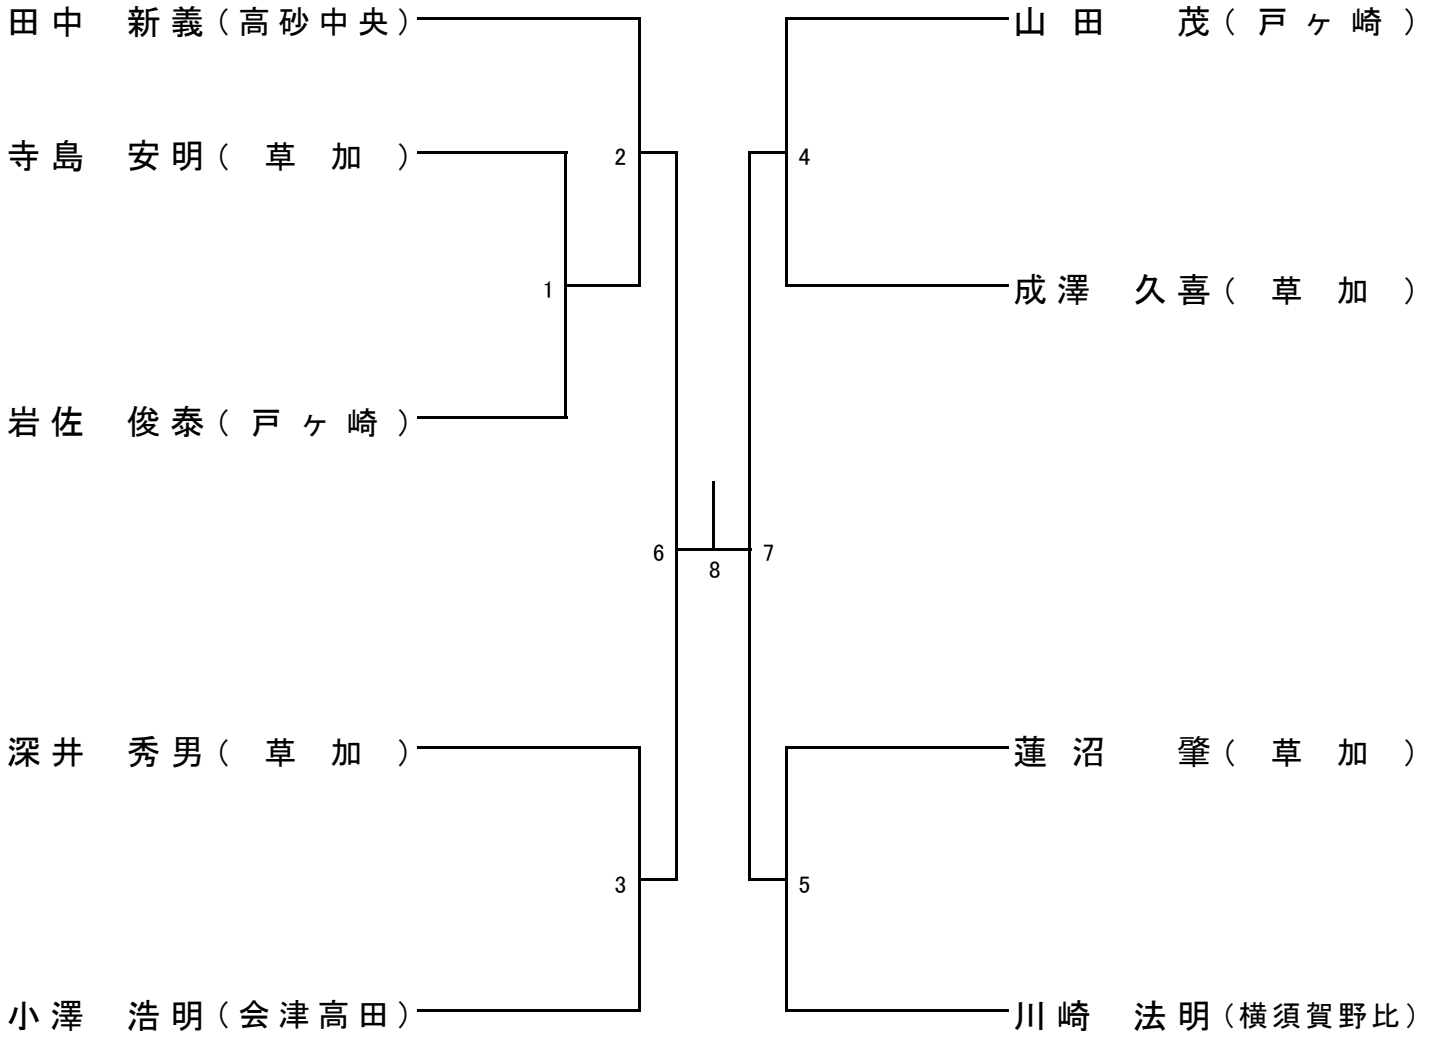 田中 新義(高砂中央)
山田 茂(戸ヶ崎)
寺島 安明(草加)
2
4
1
成澤 久喜(草加)
岩佐 俊泰(戸ヶ崎)
6
7
8
深井 秀男(草加)
蓮沼 肇(草加)
3
5
小澤 浩明(会津高田)
川崎 法明(横須賀野比)